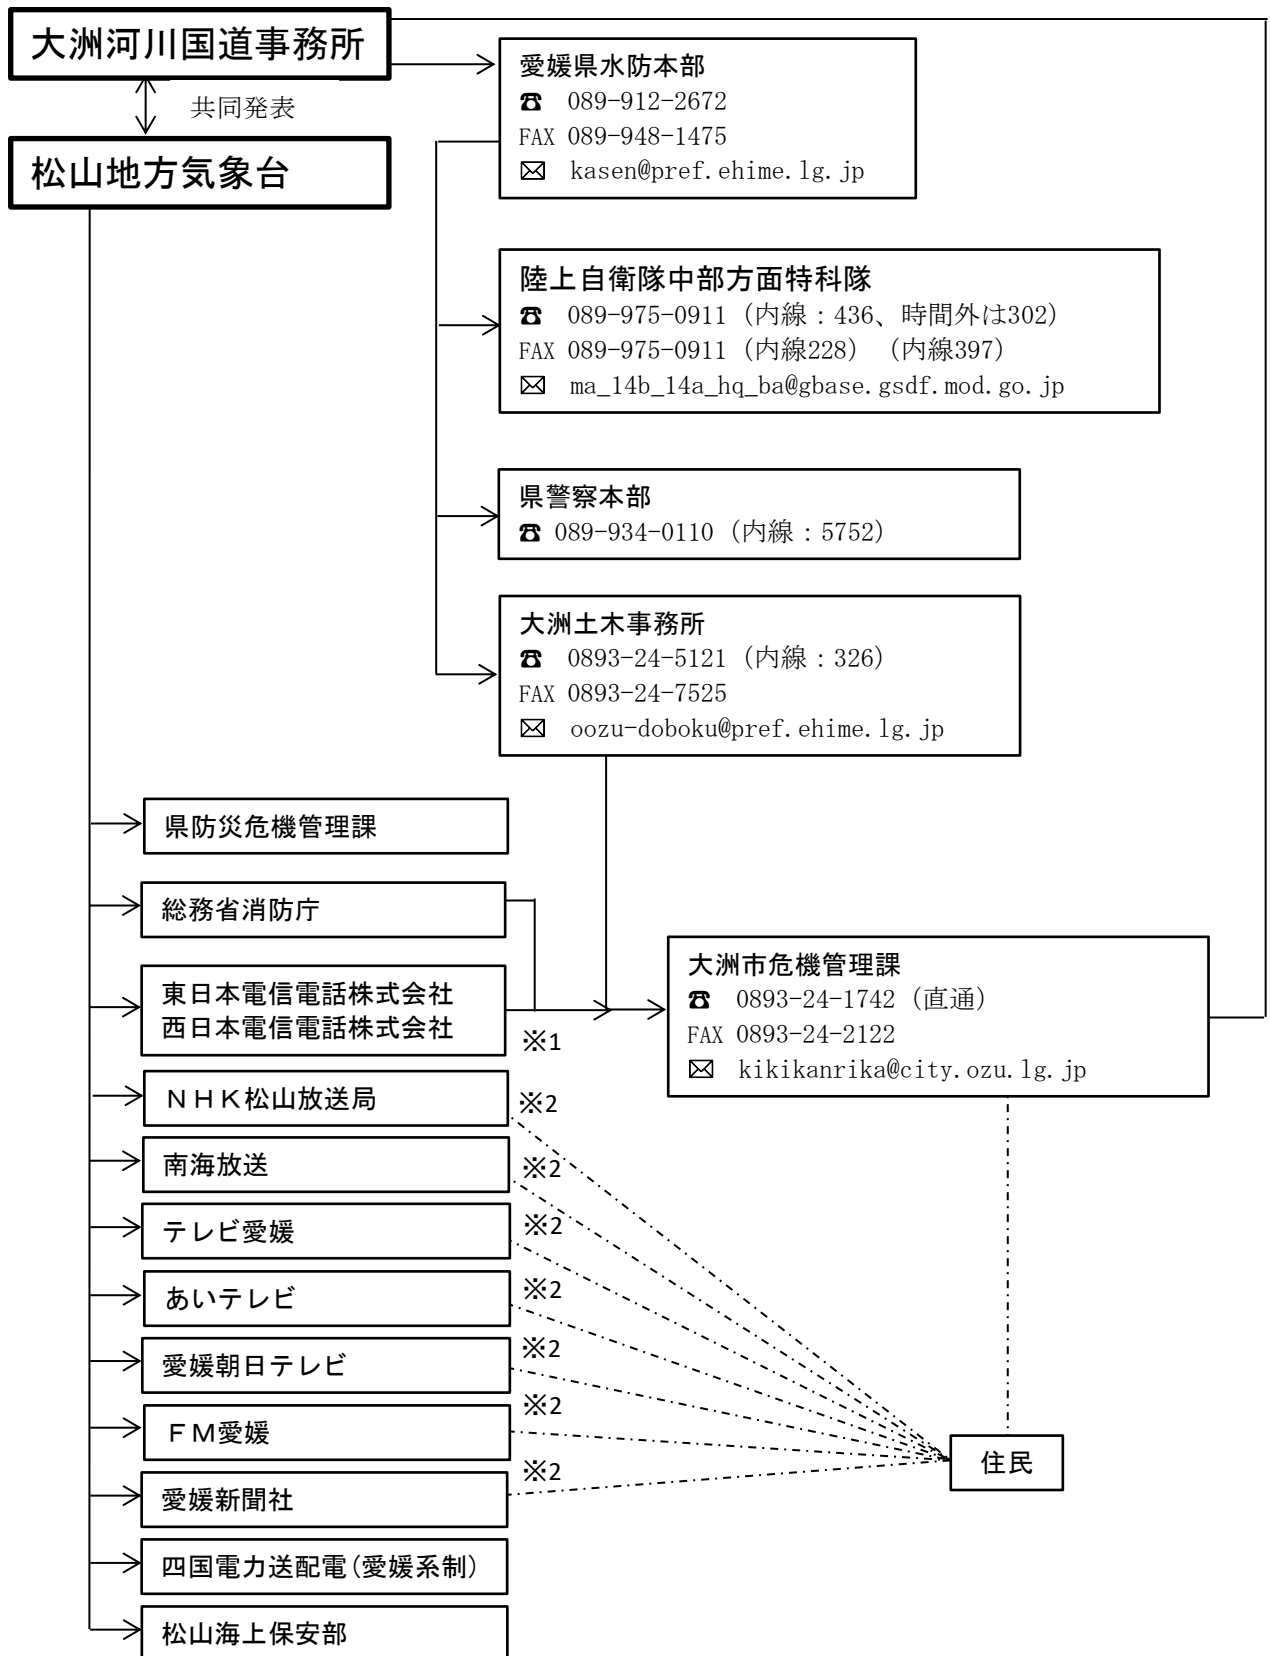 大洲河川国道事務所
共同発表
松山地方気象台
愛媛県水防本部
☎ 089-912-2672
FAX 089-948-1475
✉ kasen@pref.ehime.lg.jp
陸上自衛隊中部方面特科隊
☎ 089-975-0911（内線：436、時間外は302）
FAX 089-975-0911（内線228）（内線397）
✉ ma_14b_14a_hq_ba@gbase.gsdf.mod.go.jp
県警察本部
☎ 089-934-0110（内線：5752）
大洲土木事務所
☎ 0893-24-5121（内線：326）
FAX 0893-24-7525
✉ oozu-doboku@pref.ehime.lg.jp
県防災危機管理課
総務省消防庁
東日本電信電話株式会社
西日本電信電話株式会社
※1
大洲市危機管理課
☎ 0893-24-1742（直通）
FAX 0893-24-2122
✉ kikikanrika@city.ozu.lg.jp
ＮＨＫ松山放送局
※2
南海放送
※2
テレビ愛媛
※2
あいテレビ
※2
愛媛朝日テレビ
※2
ＦＭ愛媛
※2
愛媛新聞社
※2
住民
四国電力送配電（愛媛系制）
松山海上保安部